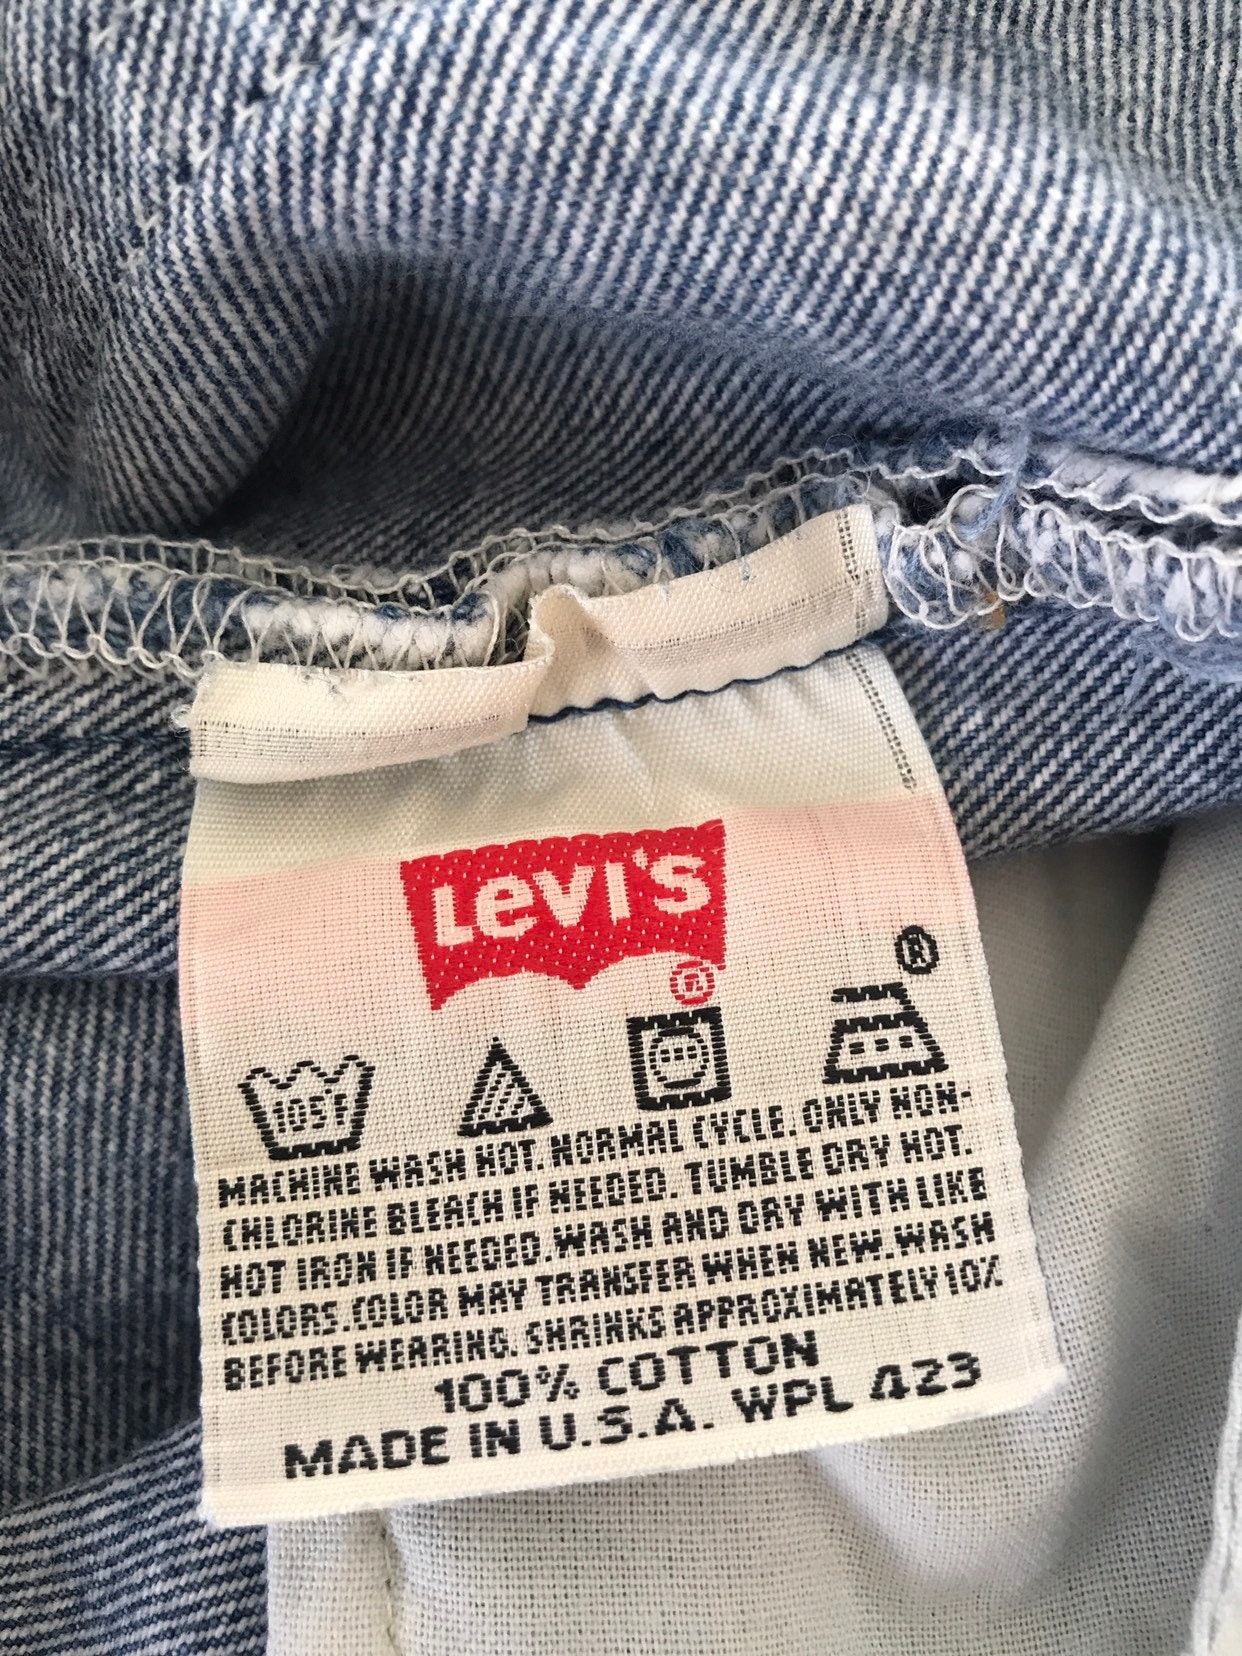 Levi's
®
®
105°F
MACHINE WASH HOT. NORMAL CYCLE. ONLY NON-
CHLORINE BLEACH IF NEEDED. TUMBLE DRY HOT.
HOT IRON IF NEEDED. WASH AND DRY WITH LIKE
COLORS. COLOR MAY TRANSFER WHEN NEW. WASH
BEFORE WEARING. SHRINKS APPROXIMATELY 10%
100% COTTON
MADE IN U.S.A. WPL 423